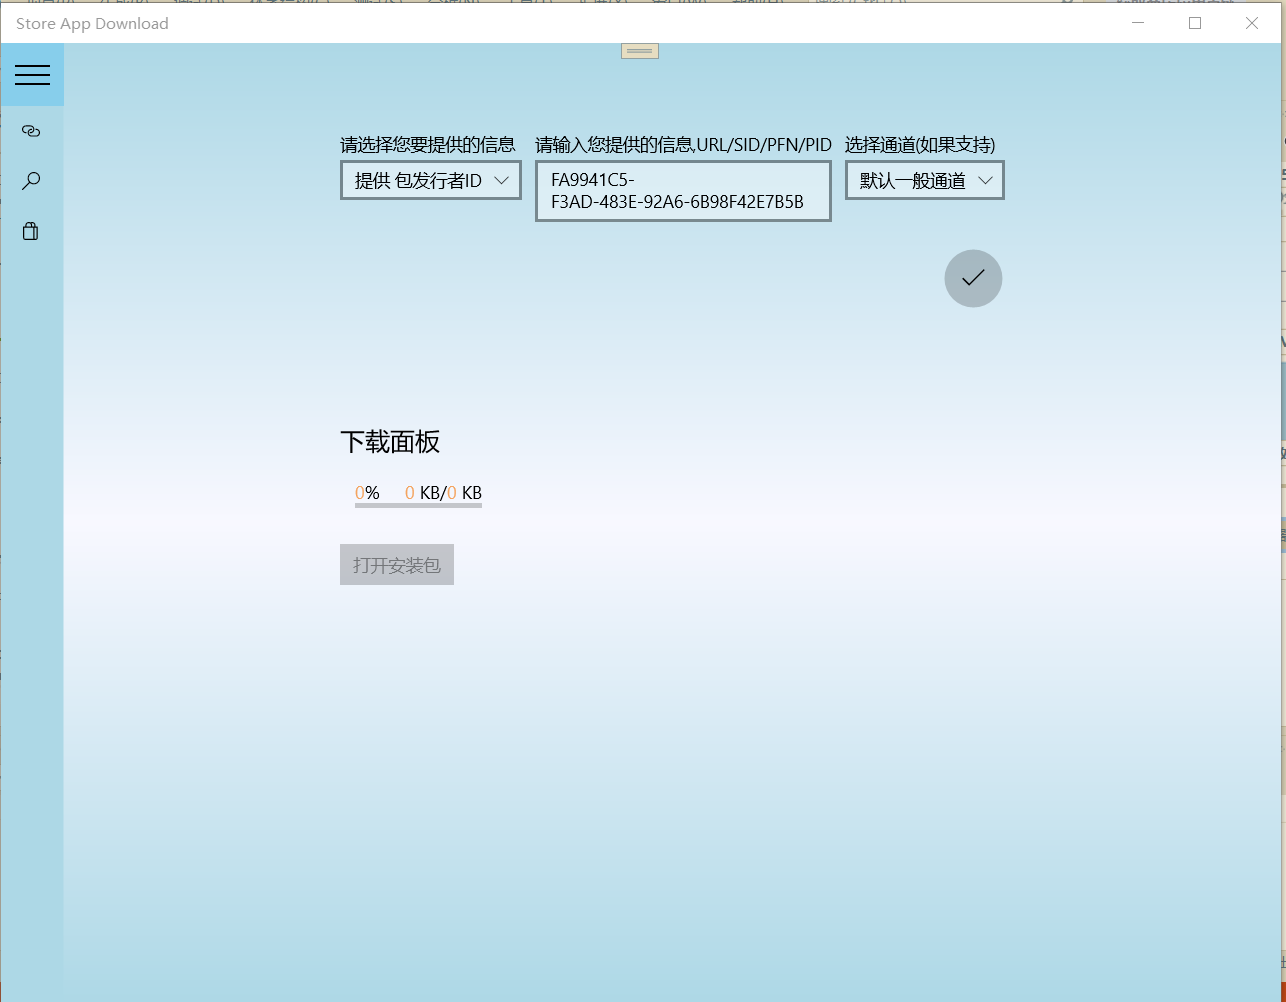 Store App Download
请选择您要提供的信息
请输入您提供的信息,URL/SID/PFN/PID
选择通道(如果支持)
提供 包发行者ID
FA9941C5-
F3AD-483E-92A6-6B98F42E7B5B
默认一般通道
下载面板
0% 0 KB/0 KB
打开安装包